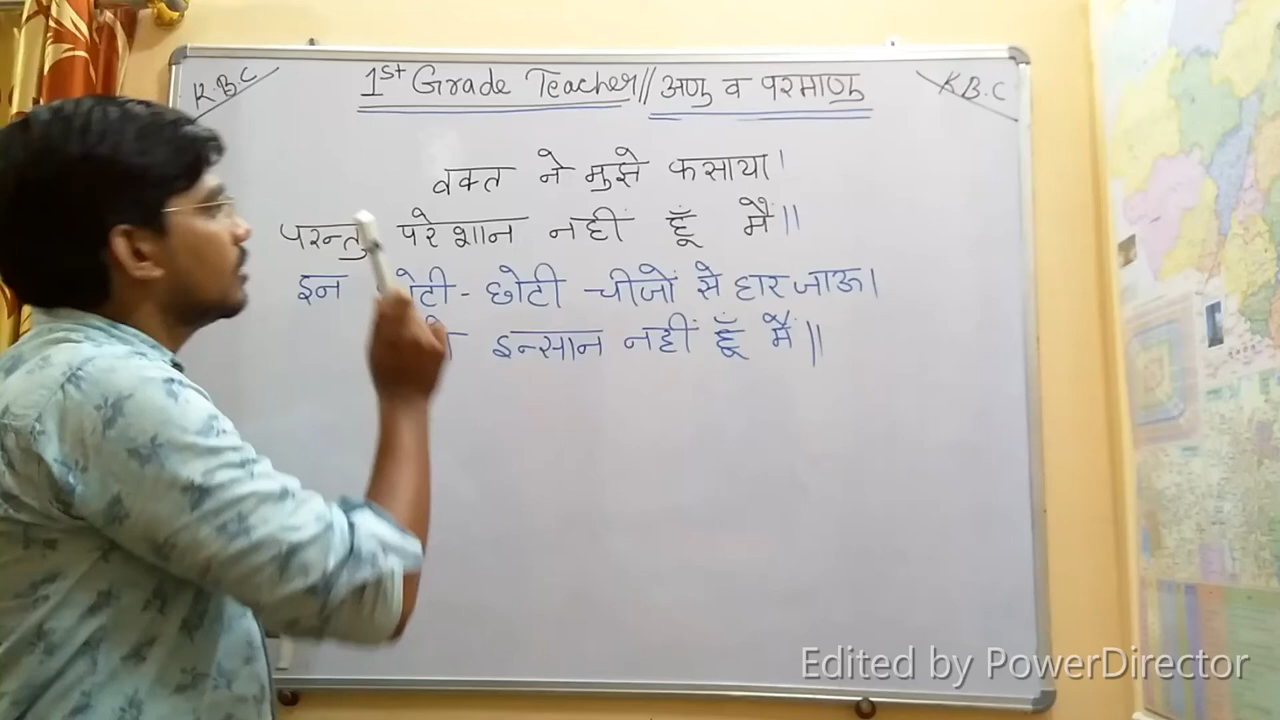 K.B.C
1st Grade Teacher // अणु व परमाणु
K.B.C
वक्त ने मुझे फसाया।
परन्तु परेशान नहीं हूँ मैं॥
इन छोटी - छोटी चीजों से हार जाऊ।
इन्सान नहीं हूँ मैं॥
Edited by PowerDirector